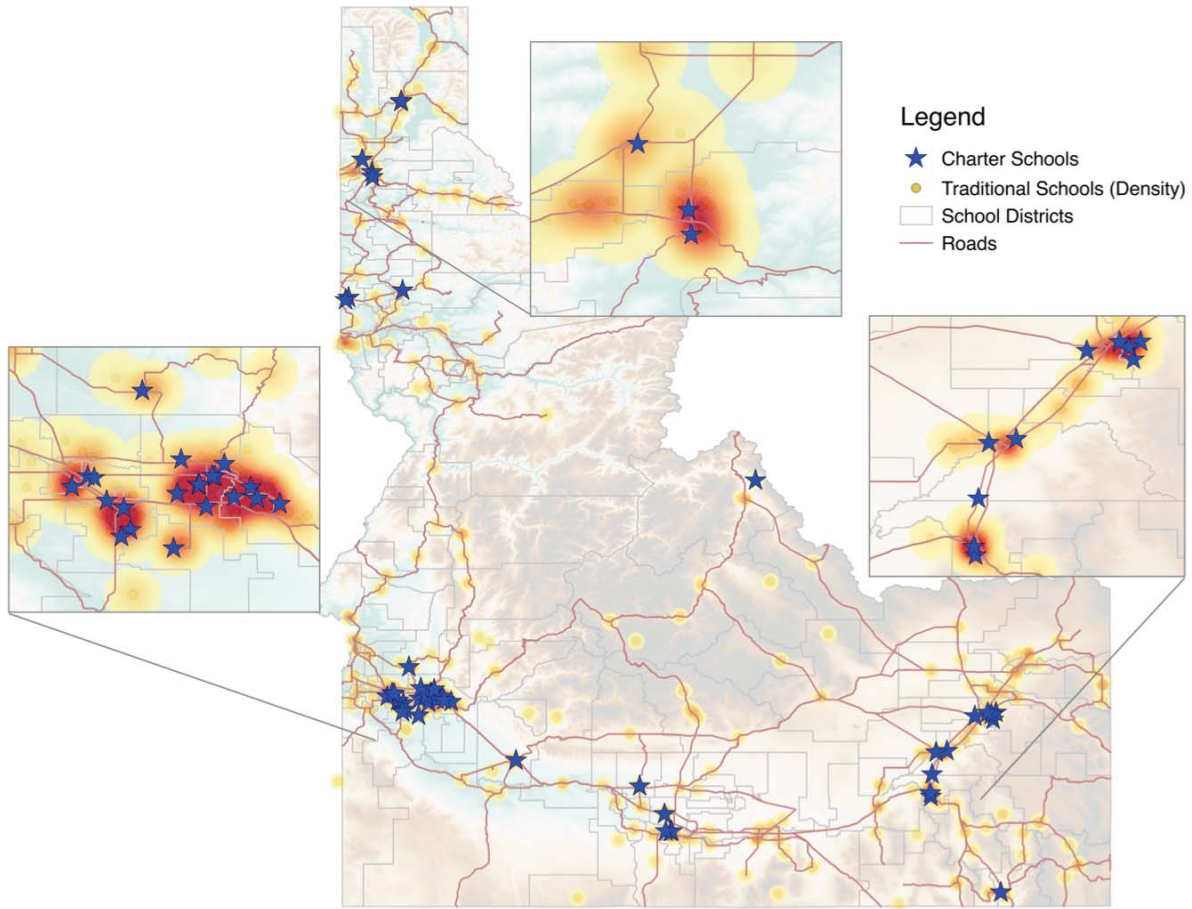 Legend
Charter Schools
Traditional Schools (Density)
School Districts
Roads